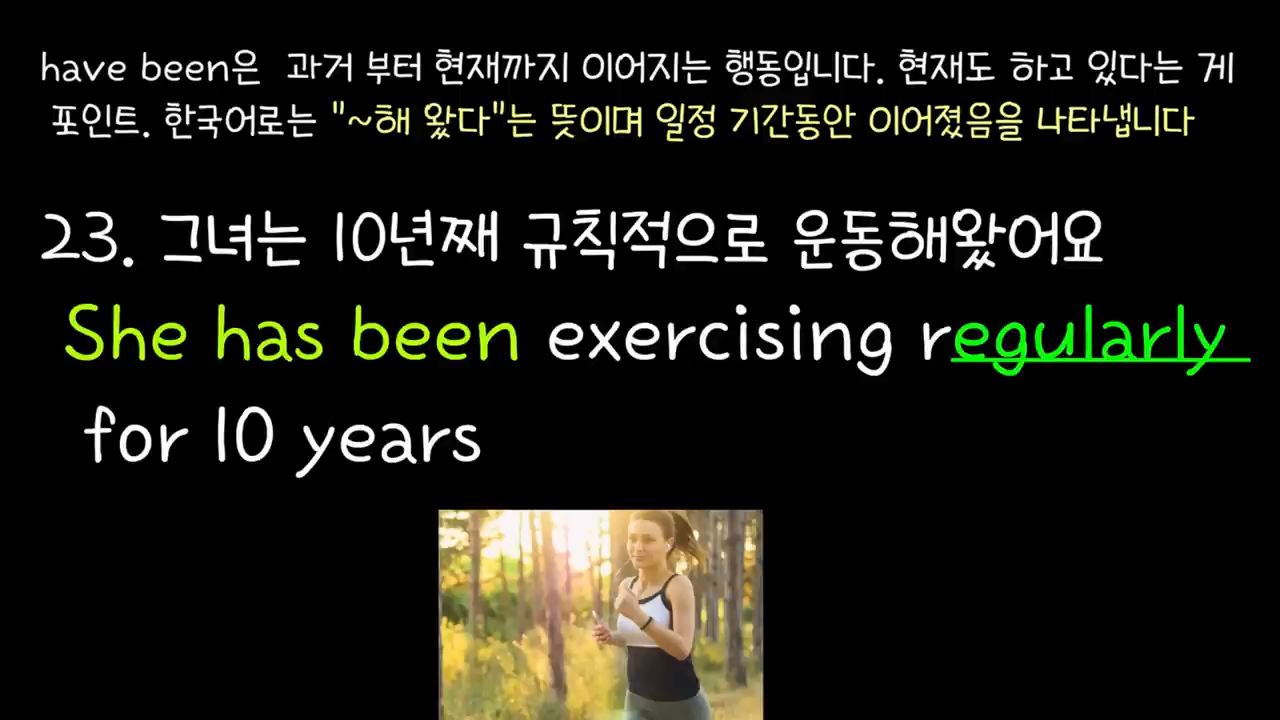 have been은 과거 부터 현재까지 이어지는 행동입니다. 현재도 하고 있다는 게
포인트. 한국어로는 "~해 왔다"는 뜻이며 일정 기간동안 이어졌음을 나타냅니다
23. 그녀는 10년째 규칙적으로 운동해왔어요
She has been exercising regularly
for 10 years